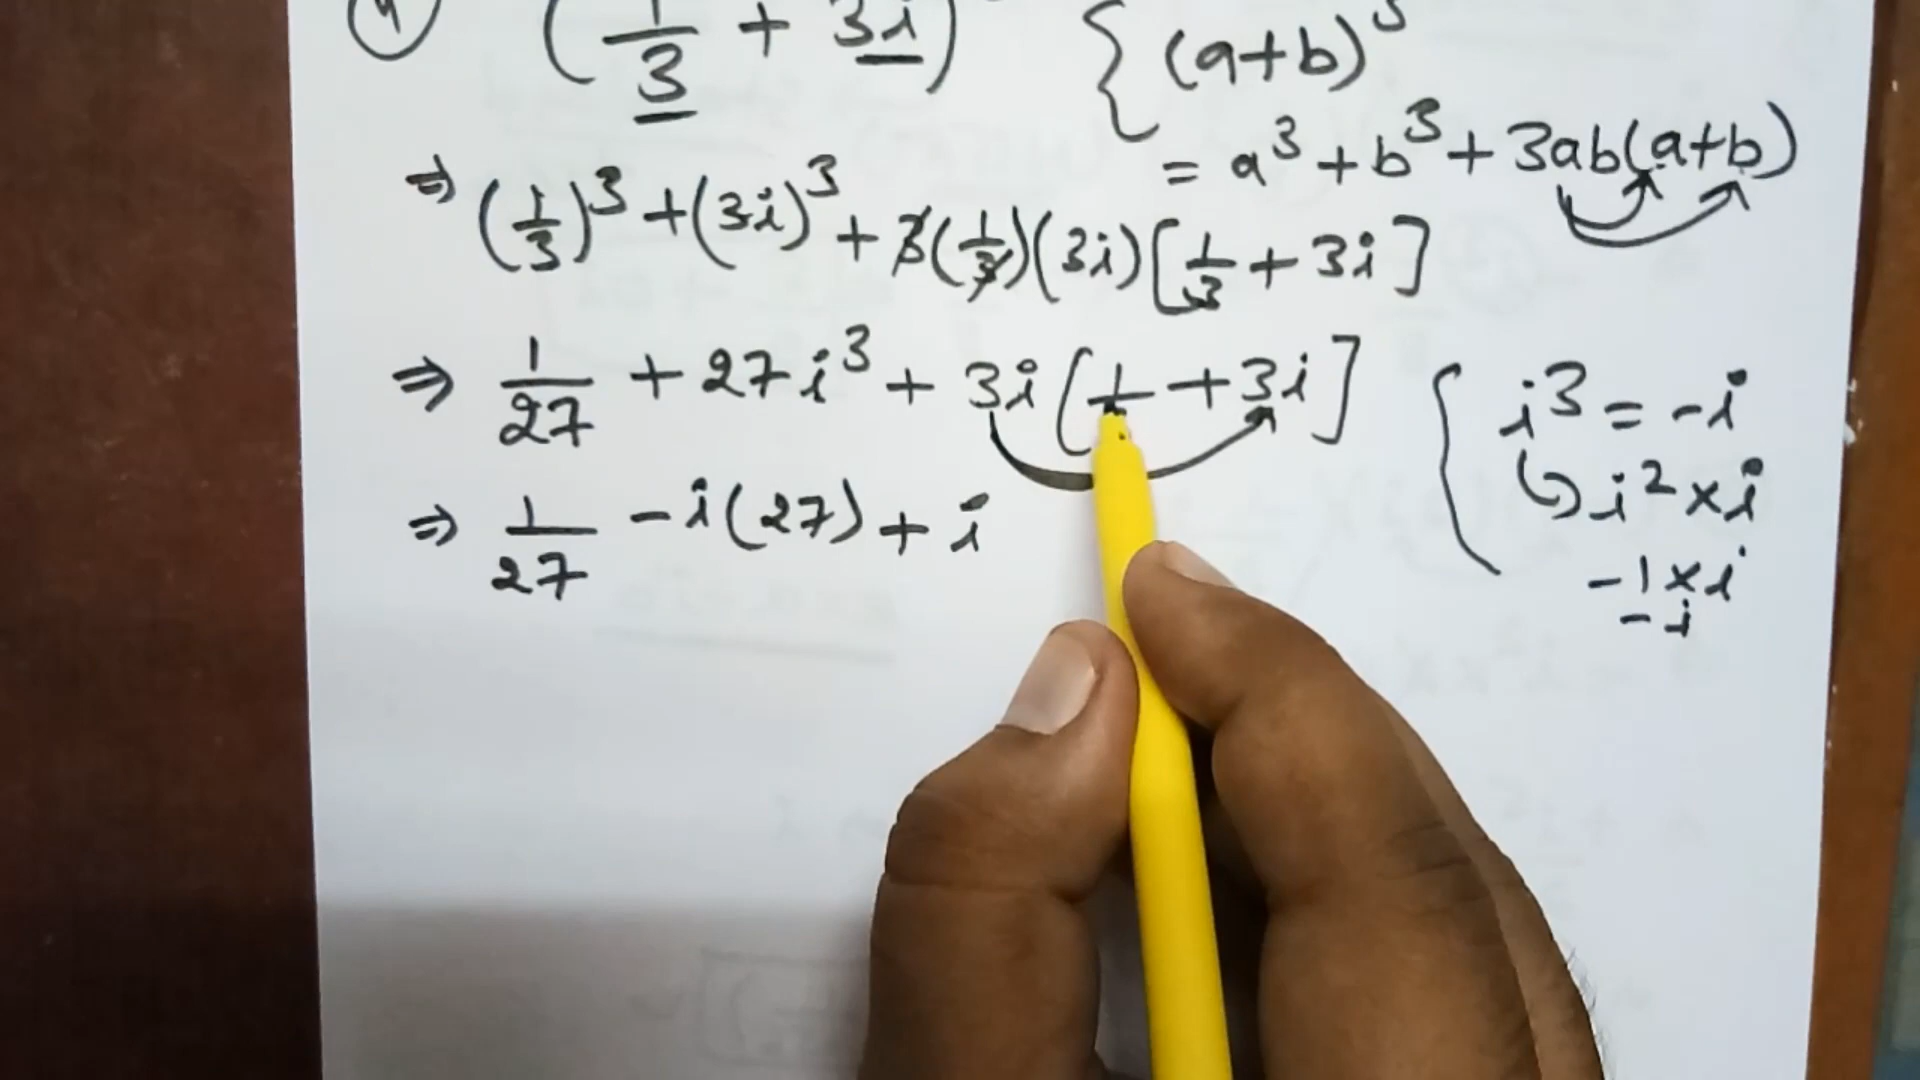 ④ (1/3 + 3i)
{ (a+b)³
= a³ + b³ + 3ab(a+b)
⇒ (1/3)³ + (3i)³ + 3(1/3)(3i)[1/3 + 3i]
⇒ 1/27 + 27i³ + 3i[1/ + 3i]
{ i³ = -i
↳ i² × i
-1 × i
-i
⇒ 1/27 - i(27) + i